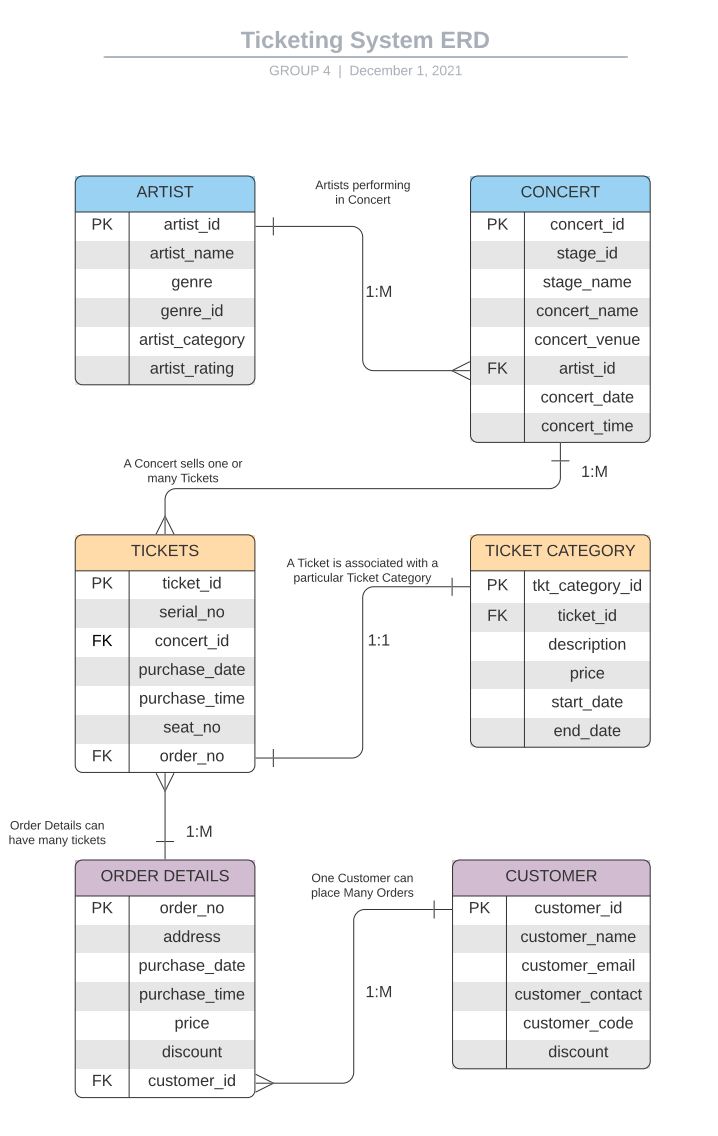 Ticketing System ERD
GROUP 4 | December 1, 2021
ARTIST
PK artist_id
artist_name
genre
genre_id
artist_category
artist_rating
Artists performing
in Concert
1:M
CONCERT
PK concert_id
stage_id
stage_name
concert_name
concert_venue
FK artist_id
concert_date
concert_time
A Concert sells one or
many Tickets
1:M
TICKETS
PK ticket_id
serial_no
FK concert_id
purchase_date
purchase_time
seat_no
FK order_no
A Ticket is associated with a
particular Ticket Category
1:1
TICKET CATEGORY
PK tkt_category_id
FK ticket_id
description
price
start_date
end_date
Order Details can
have many tickets
1:M
ORDER DETAILS
PK order_no
address
purchase_date
purchase_time
price
discount
FK customer_id
One Customer can
place Many Orders
1:M
CUSTOMER
PK customer_id
customer_name
customer_email
customer_contact
customer_code
discount